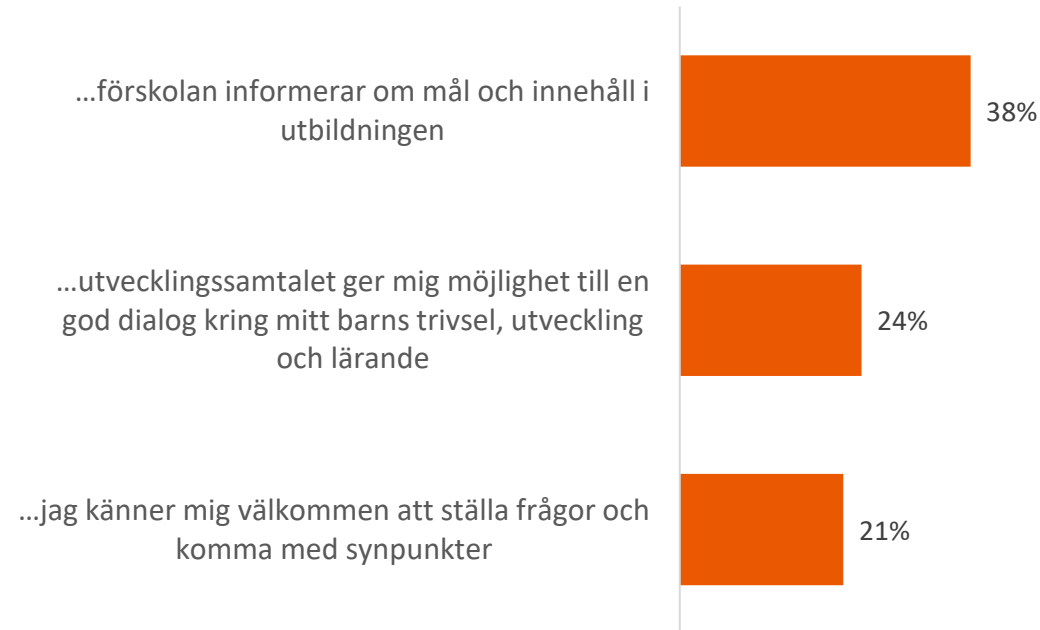 ...förskolan informerar om mål och innehåll i
utbildningen
38%
...utvecklingssamtalet ger mig möjlighet till en
god dialog kring mitt barns trivsel, utveckling
och lärande
24%
...jag känner mig välkommen att ställa frågor och
komma med synpunkter
21%